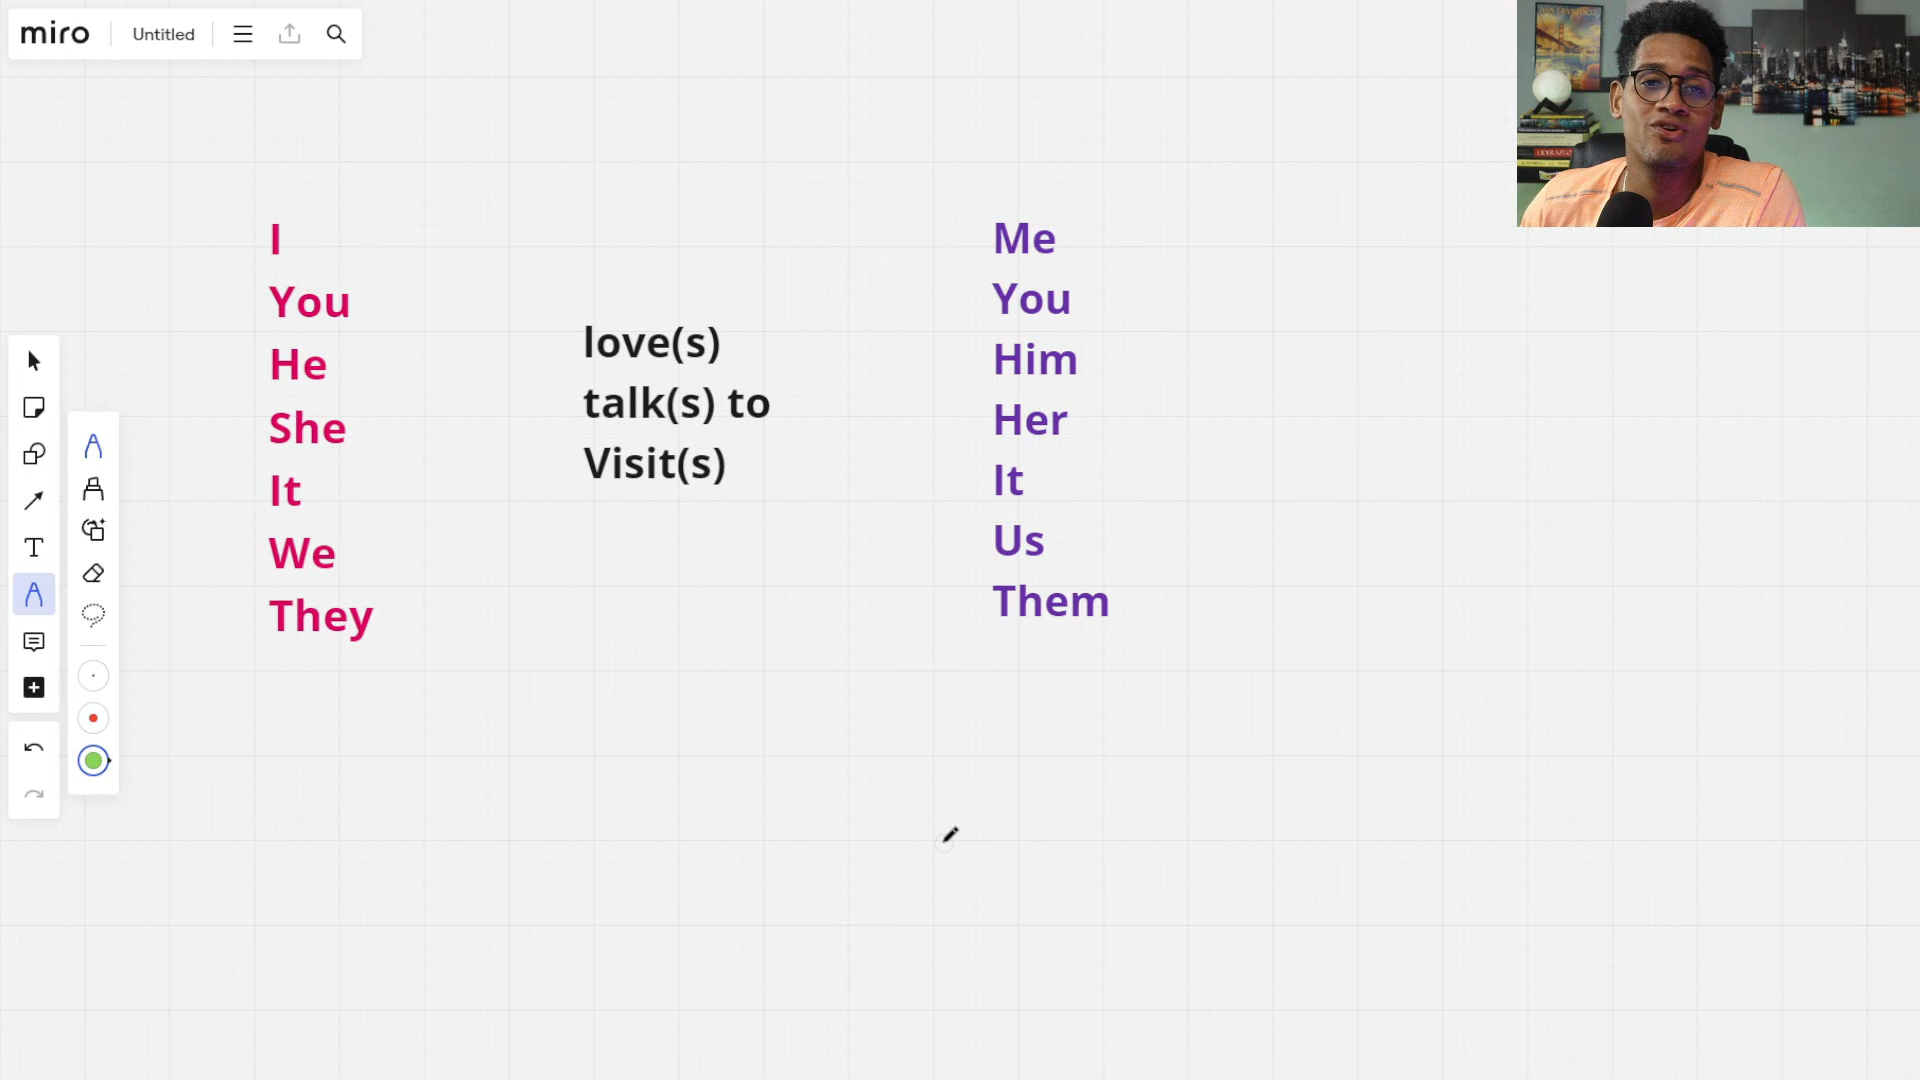 miro
Untitled
I
You
He
She
It
We
They
love(s)
talk(s) to
Visit(s)
Me
You
Him
Her
It
Us
Them
LIDERAZGO